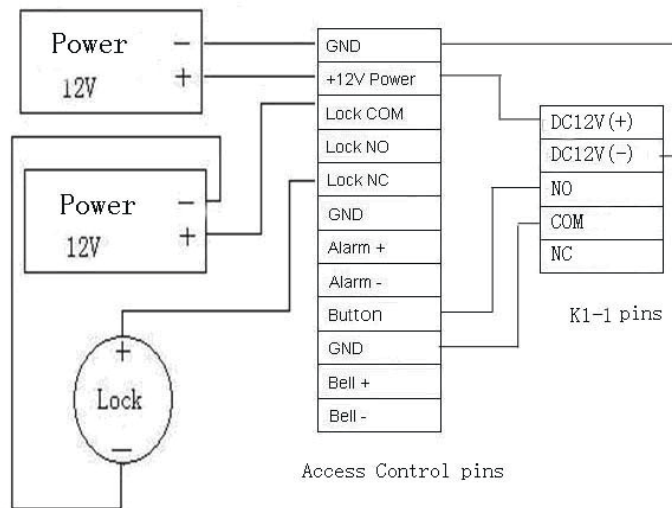 Power −
+
12V
Power −
+
12V
+
Lock
−
GND
+12V Power
Lock COM
Lock NO
Lock NC
GND
Alarm +
Alarm -
Button
GND
Bell +
Bell -
Access Control pins
DC12V(+)
DC12V(-)
NO
COM
NC
K1-1 pins